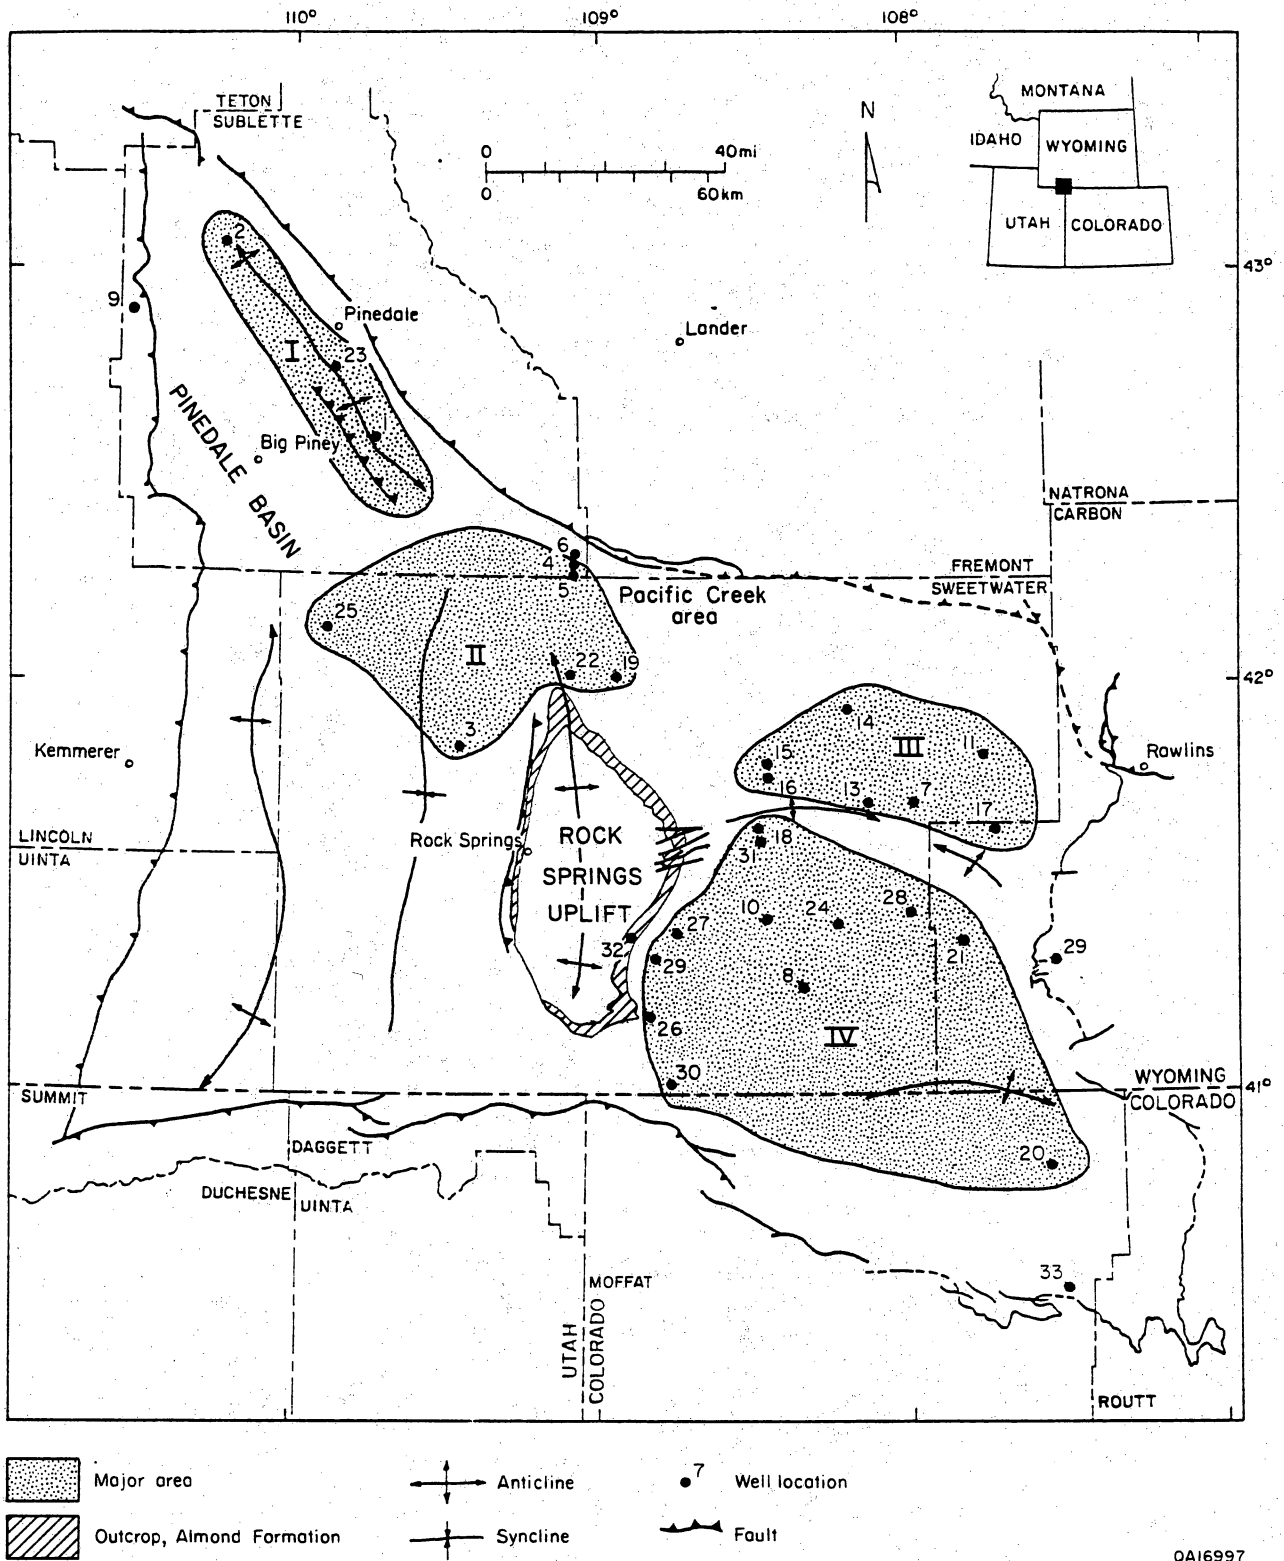 110°
109°
108°
TETON
SUBLETTE
0
40mi
0
60km
N
MONTANA
IDAHO
WYOMING
UTAH
COLORADO
43°
2
9
Pinedale
Lander
I
23
PINEDALE BASIN
1
Big Piney
NATRONA
CARBON
6
4
5
FREMONT
SWEETWATER
Pacific Creek
area
25
II
22
19
42°
3
14
III
11
Kemmerer
15
Rawlins
16
13
7
17
LINCOLN
UINTA
Rock Springs
ROCK
SPRINGS
UPLIFT
18
31
10
24
28
27
32
29
21
29
8
26
IV
30
WYOMING
41°
COLORADO
SUMMIT
DAGGETT
20
DUCHESNE
UINTA
33
MOFFAT
UTAH
COLORADO
ROUTT
Major area
Anticline
7
Well location
Outcrop, Almond Formation
Syncline
Fault
QA16997